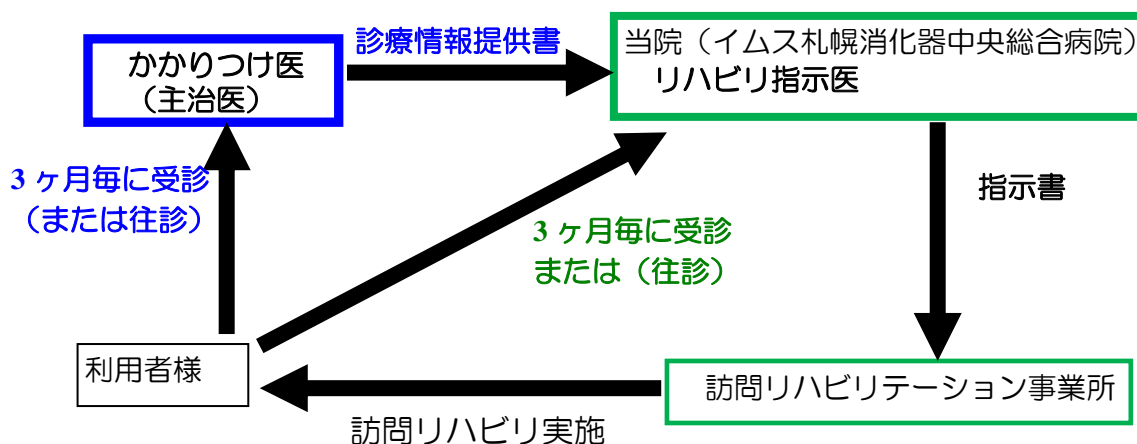 診療情報提供書
かかりつけ医
（主治医）
当院（イムス札幌消化器中央総合病院）
リハビリ指示医
3ヶ月毎に受診
（または往診）
指示書
3ヶ月毎に受診
または（往診）
利用者様
訪問リハビリテーション事業所
訪問リハビリ実施